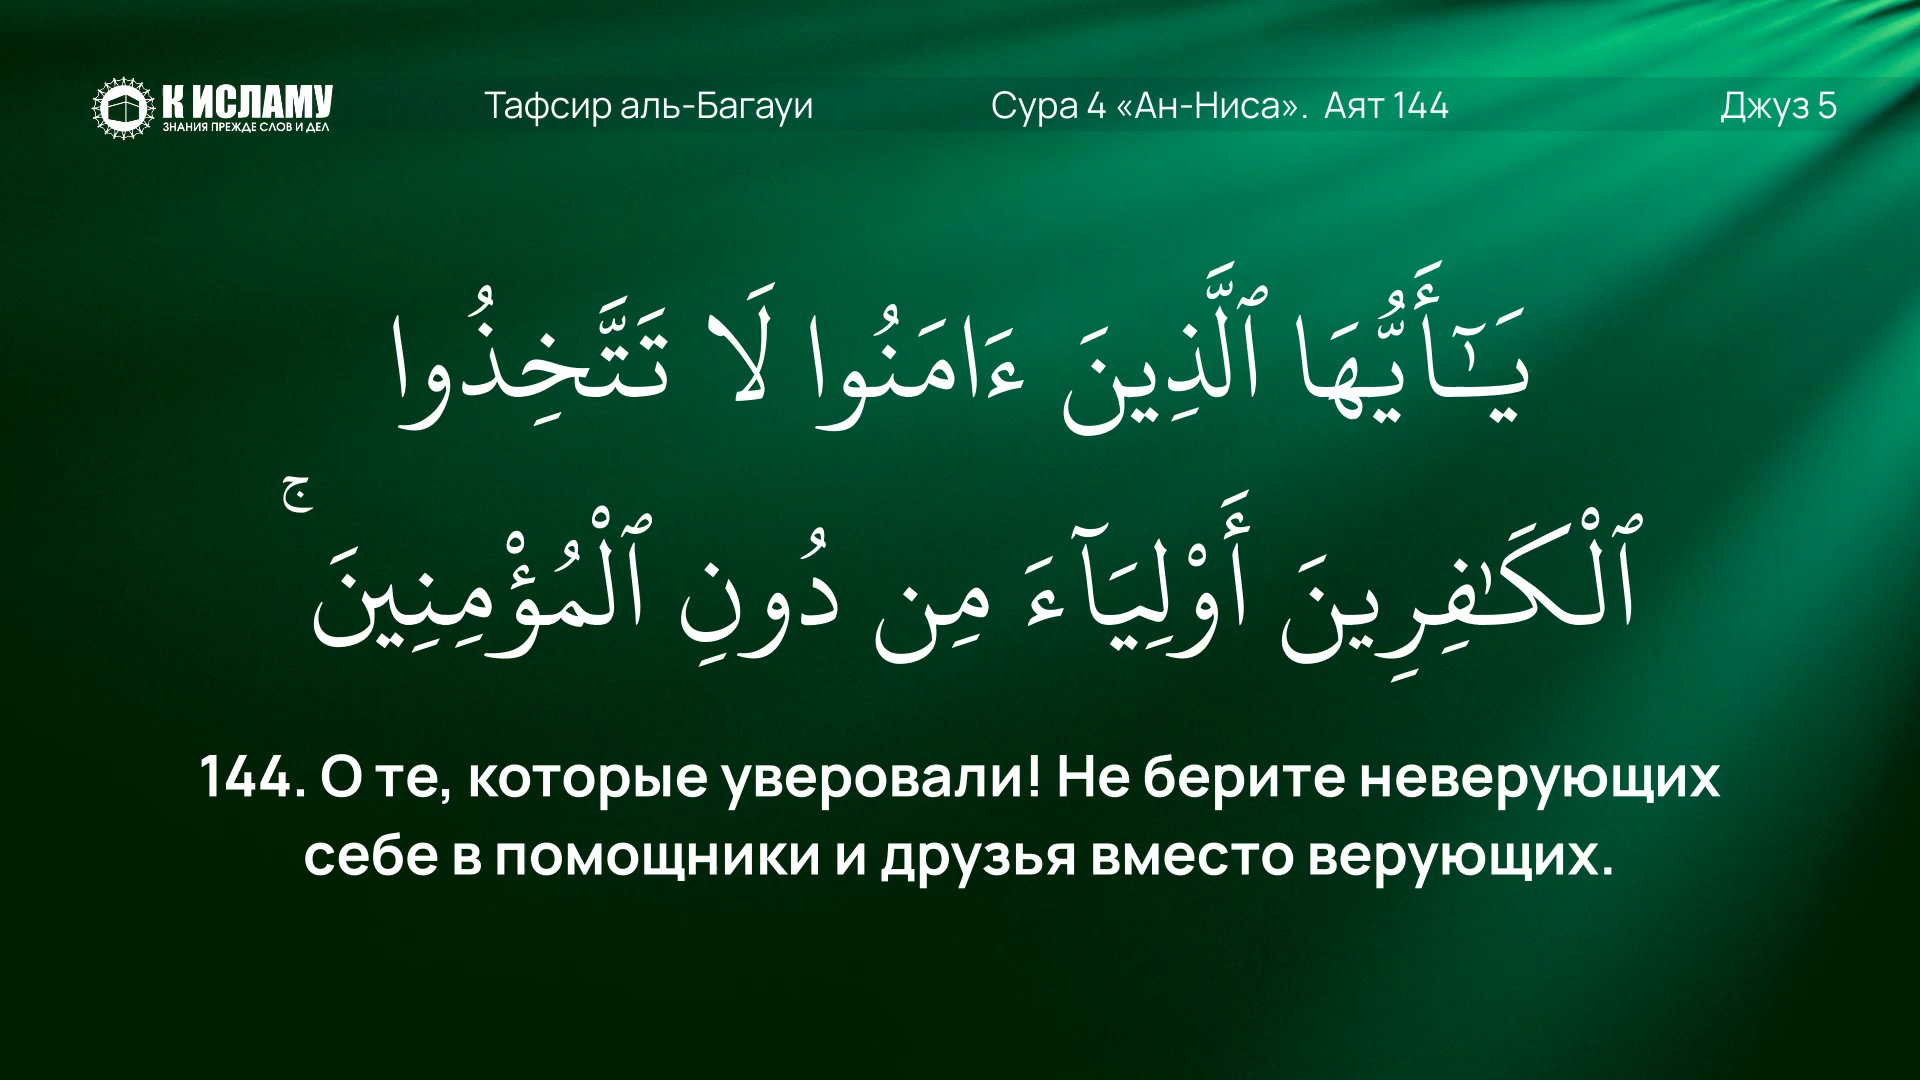 К ИСЛАМУ
ЗНАНИЯ ПРЕЖДЕ СЛОВ И ДЕЛ
Тафсир аль-Багауи
Сура 4 «Ан-Ниса». Аят 144
Джуз 5
يَـٰٓأَيُّهَا ٱلَّذِينَ ءَامَنُوا لَا تَتَّخِذُوا
ٱلْكَـٰفِرِينَ أَوْلِيَآءَ مِن دُونِ ٱلْمُؤْمِنِينَ ۚ
144. О те, которые уверовали! Не берите неверующих
себе в помощники и друзья вместо верующих.